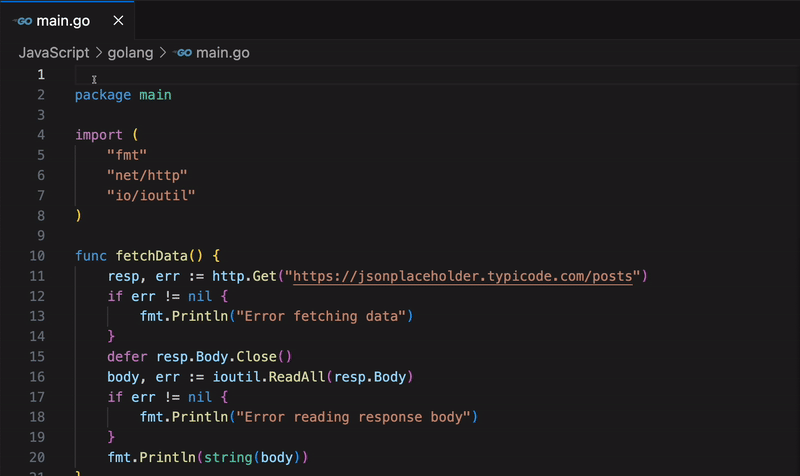 GO main.go ×
JavaScript > golang > GO main.go
1
2 package main
3
4 import (
5 "fmt"
6 "net/http"
7 "io/ioutil"
8 )
9
10 func fetchData() {
11 resp, err := http.Get("https://jsonplaceholder.typicode.com/posts")
12 if err != nil {
13 fmt.Println("Error fetching data")
14 }
15 defer resp.Body.Close()
16 body, err := ioutil.ReadAll(resp.Body)
17 if err != nil {
18 fmt.Println("Error reading response body")
19 }
20 fmt.Println(string(body))
21 }